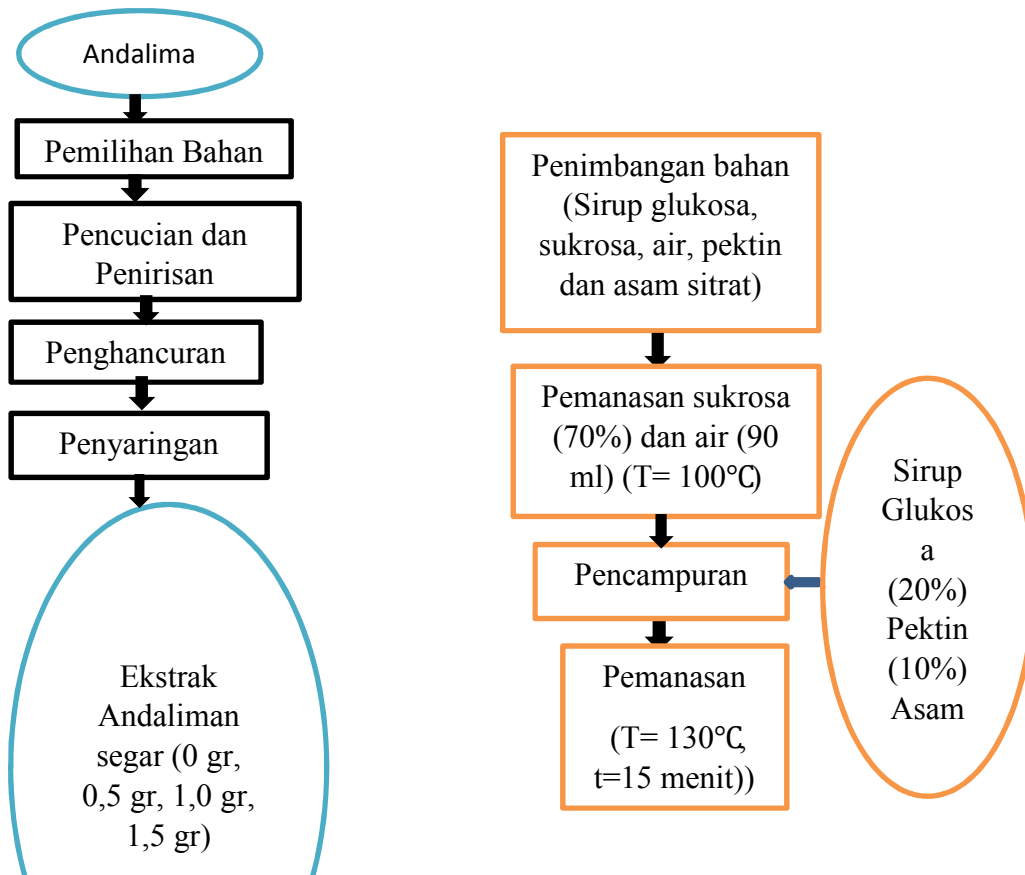 Andalima
Pemilihan Bahan
Pencucian dan
Penirisan
Penghancuran
Penyaringan
Ekstrak
Andaliman
segar (0 gr,
0,5 gr, 1,0 gr,
1,5 gr)
Penimbangan bahan
(Sirup glukosa,
sukrosa, air, pektin
dan asam sitrat)
Pemanasan sukrosa
(70%) dan air (90
ml) (T= 100℃)
Pencampuran
Pemanasan
(T= 130℃,
t=15 menit))
Sirup
Glukos
a
(20%)
Pektin
(10%)
Asam